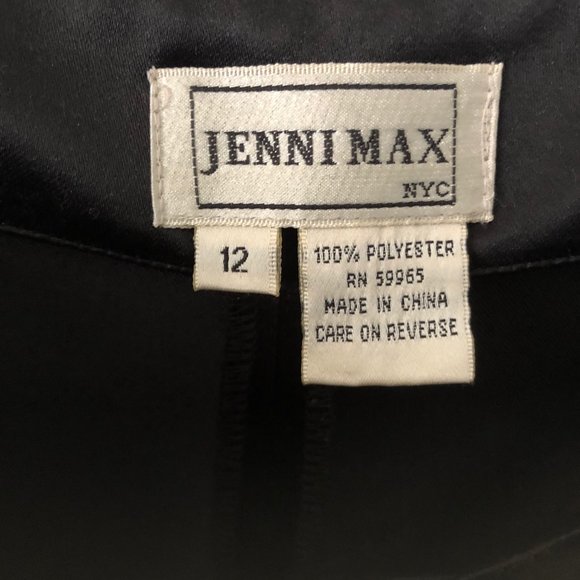 JENNI MAX
NYC
12
100% POLYESTER
RN 59965
MADE IN CHINA
CARE ON REVERSE